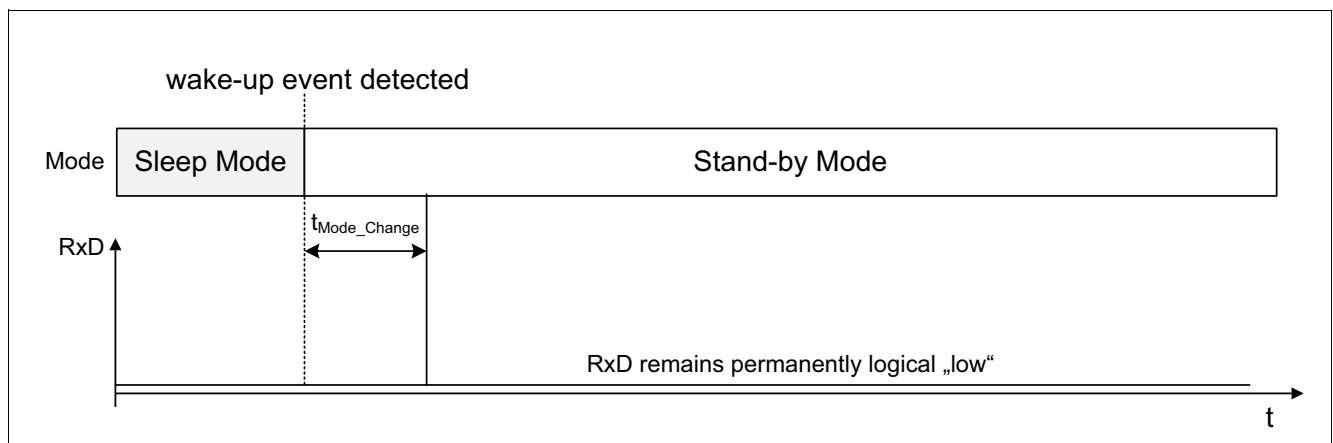 wake-up event detected
Mode Sleep Mode Stand-by Mode
tMode_Change
RxD
RxD remains permanently logical „low“
t